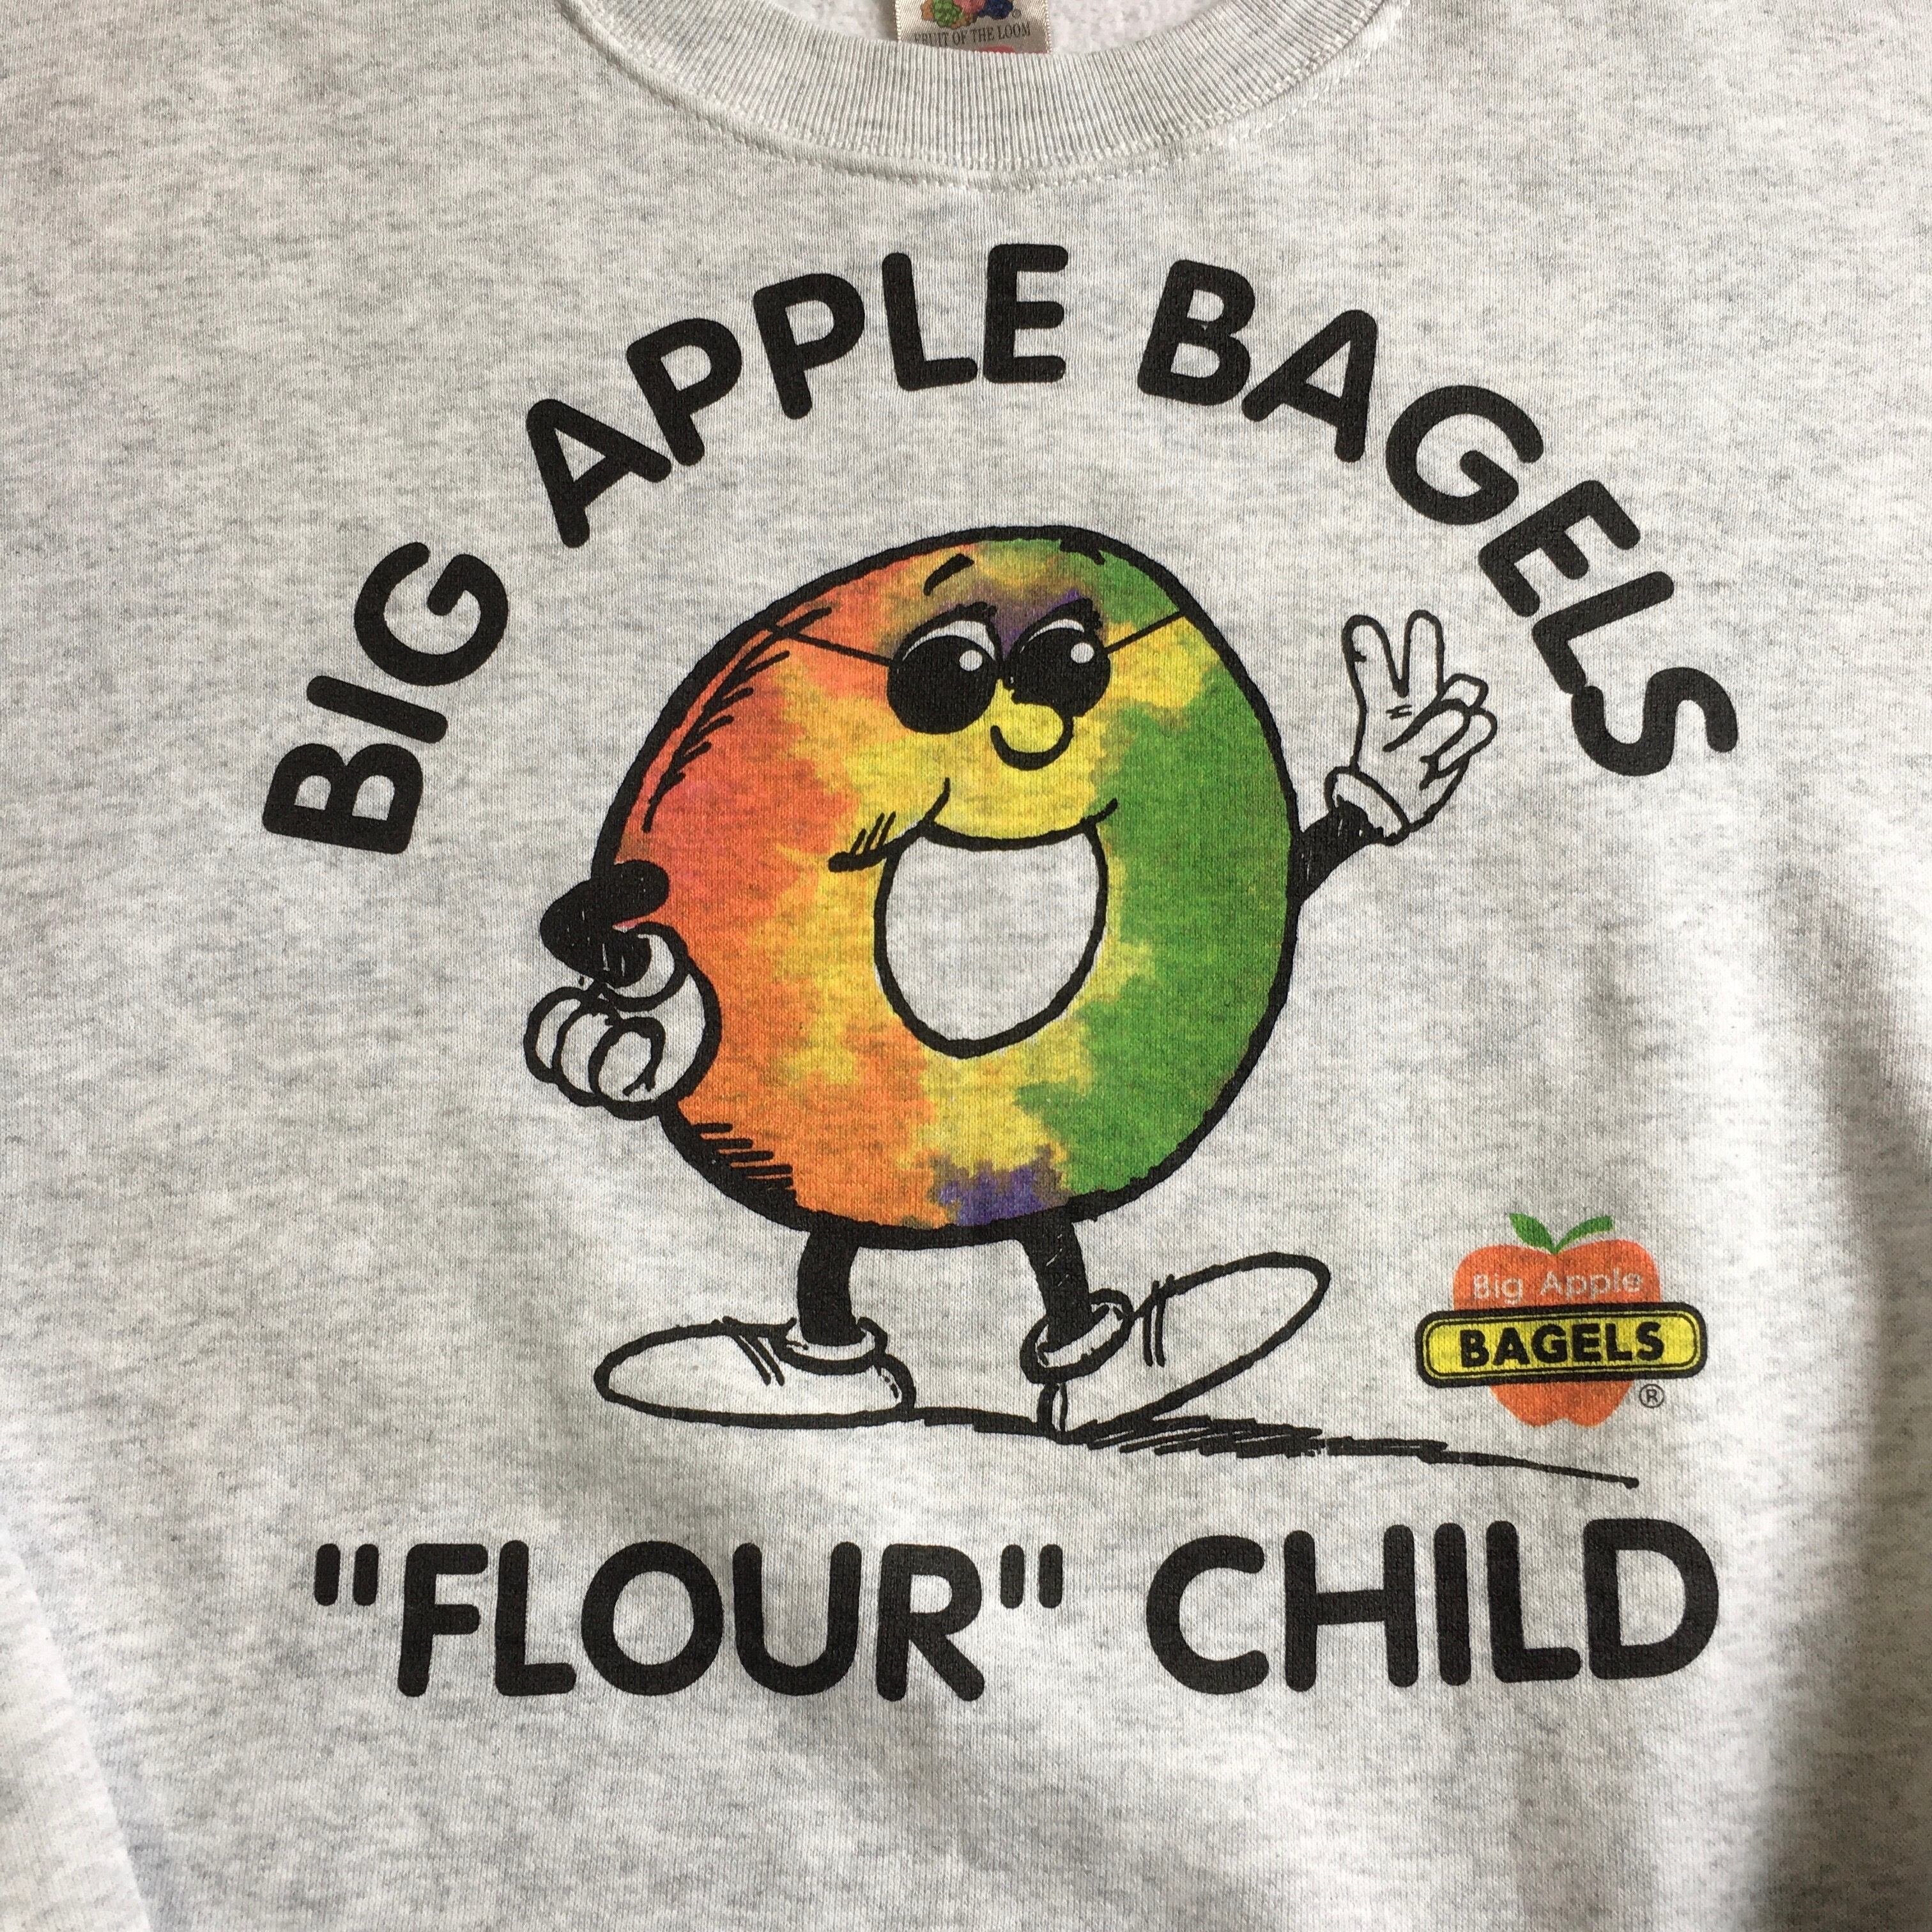 FRUIT OF THE LOOM
BIG APPLE BAGELS
Big Apple
BAGELS
®
"FLOUR" CHILD